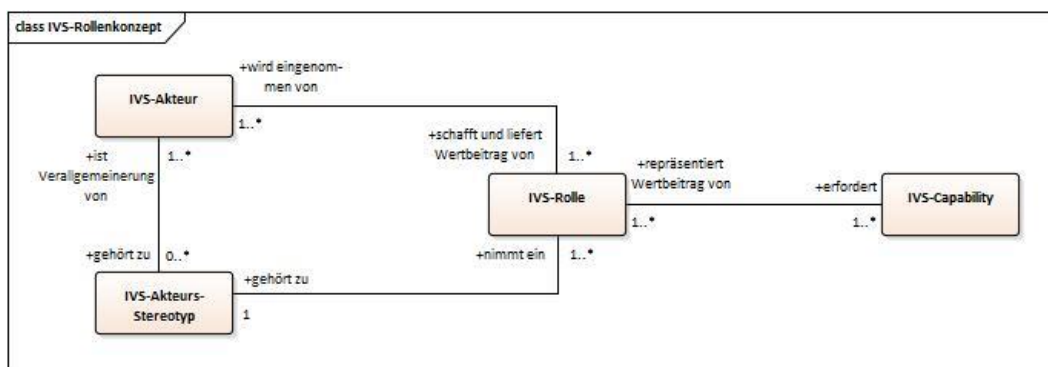 class IVS-Rollenkonzept
+wird eingenom-
men von
IVS-Akteur
1..*
+schafft und liefert
Wertbeitrag von
1..*
+ist
Verallgemeinerung
von
1..*
+repräsentiert
Wertbeitrag von
+erfordert
IVS-Rolle
IVS-Capability
1..*
1..*
+gehört zu
0..*
+nimmt ein
1..*
+gehört zu
IVS-Akteurs-
Stereotyp
1